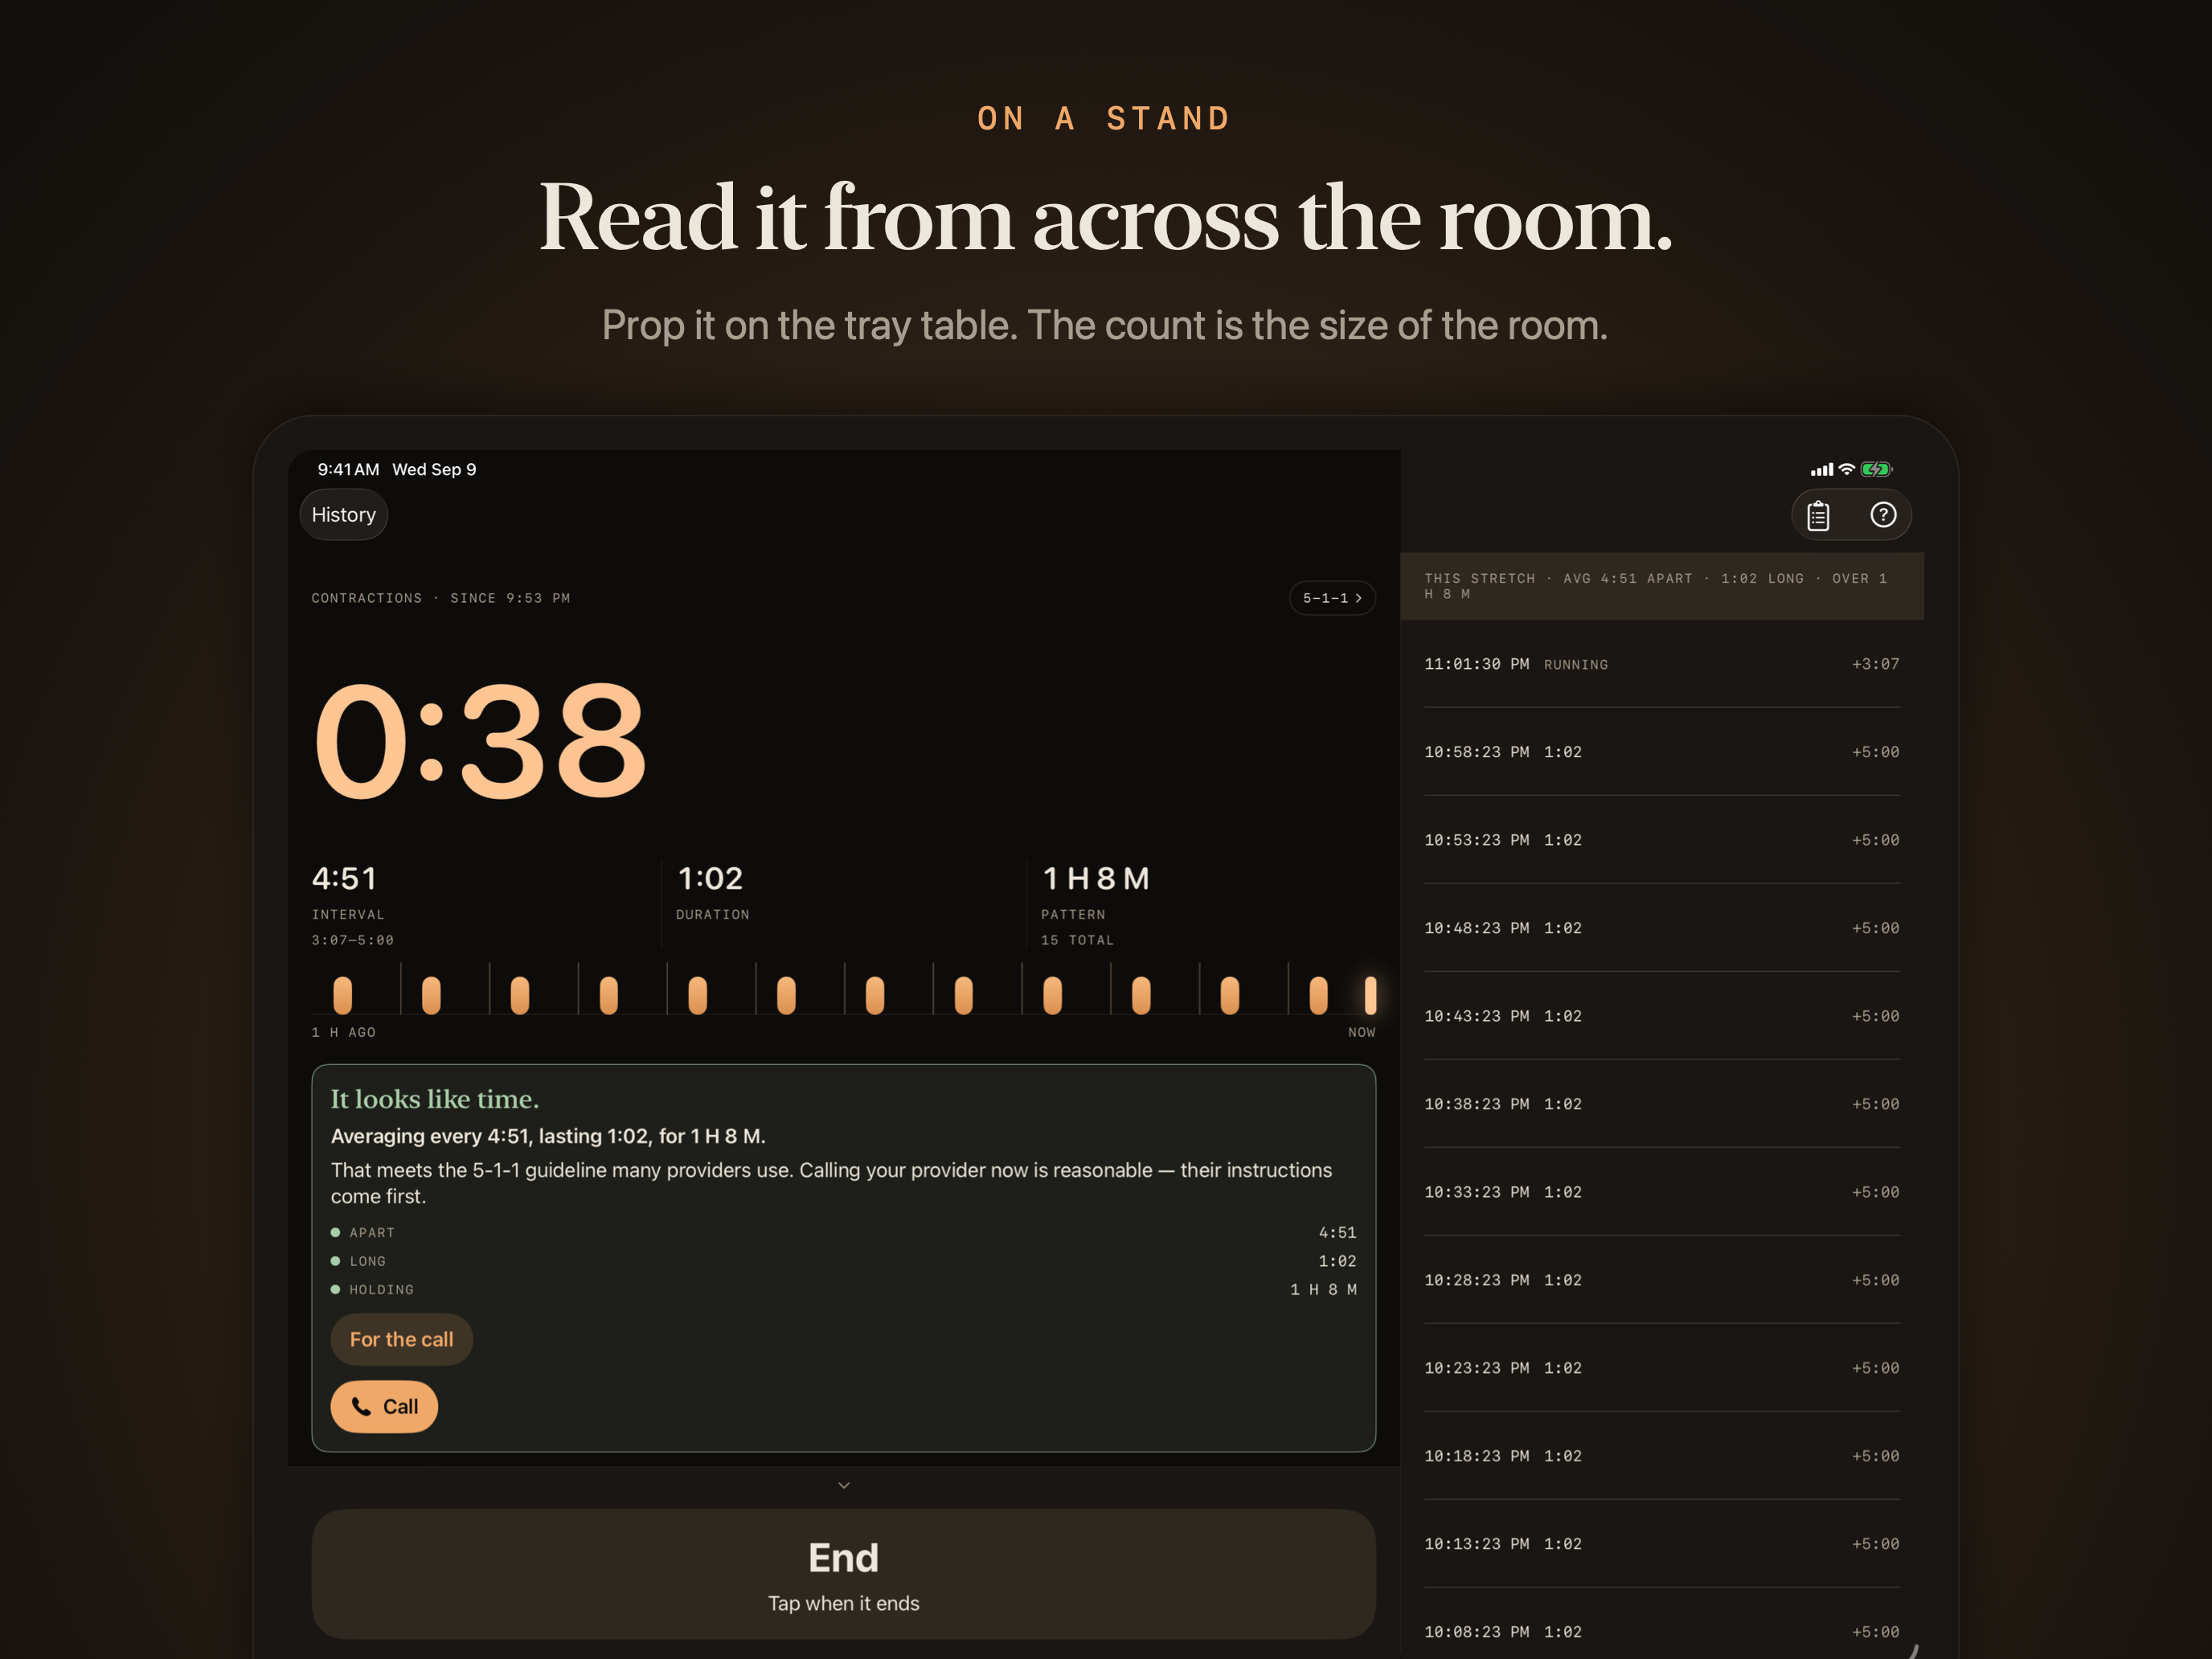 ON A STAND
Read it from across the room.
Prop it on the tray table. The count is the size of the room.
9:41 AM Wed Sep 9
History
CONTRACTIONS · SINCE 9:53 PM
5-1-1 >
0:38
4:51
INTERVAL
3:07–5:00
1:02
DURATION
1 H 8 M
PATTERN
15 TOTAL
1 H AGO
NOW
It looks like time.
Averaging every 4:51, lasting 1:02, for 1 H 8 M.
That meets the 5-1-1 guideline many providers use. Calling your provider now is reasonable — their instructions
come first.
APART 4:51
LONG 1:02
HOLDING 1 H 8 M
For the call
Call
End
Tap when it ends
THIS STRETCH · AVG 4:51 APART · 1:02 LONG · OVER 1
H 8 M
11:01:30 PM RUNNING +3:07
10:58:23 PM 1:02 +5:00
10:53:23 PM 1:02 +5:00
10:48:23 PM 1:02 +5:00
10:43:23 PM 1:02 +5:00
10:38:23 PM 1:02 +5:00
10:33:23 PM 1:02 +5:00
10:28:23 PM 1:02 +5:00
10:23:23 PM 1:02 +5:00
10:18:23 PM 1:02 +5:00
10:13:23 PM 1:02 +5:00
10:08:23 PM 1:02 +5:00